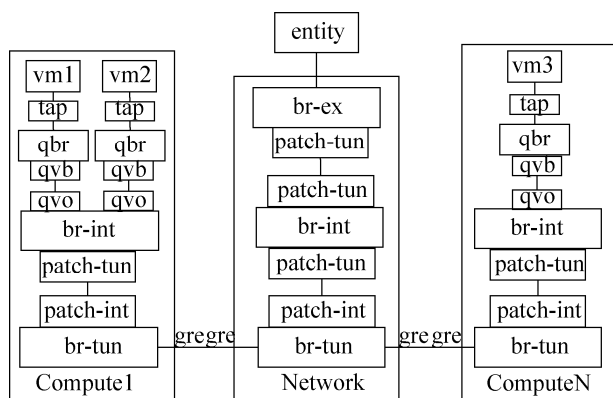 entity
vm1 vm2
tap tap
qbr qbr
qvb qvb
qvo qvo
br-int
patch-tun
patch-int
br-tun
Compute1
br-ex
patch-tun
patch-tun
br-int
patch-tun
patch-int
br-tun
Network
gre gre
gre gre
vm3
tap
qbr
qvb
qvo
br-int
patch-tun
patch-int
br-tun
ComputeN